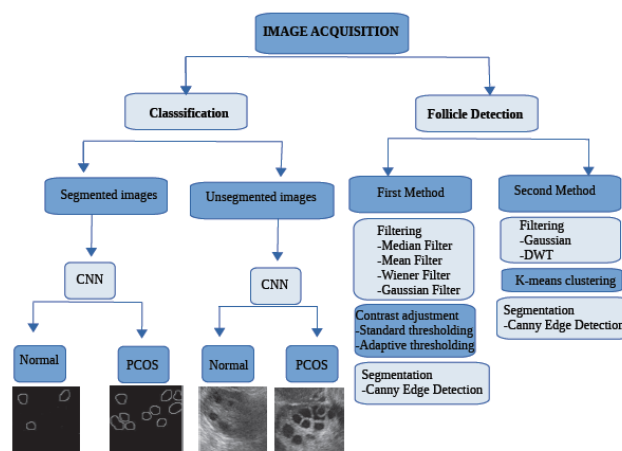 IMAGE ACQUISITION
Classsification
Follicle Detection
Segmented images
Unsegmented images
First Method
Second Method
Filtering
-Median Filter
-Mean Filter
-Wiener Filter
-Gaussian Filter
Filtering
-Gaussian
-DWT
CNN
CNN
K-means clustering
Contrast adjustment
-Standard thresholding
-Adaptive thresholding
Segmentation
-Canny Edge Detection
Normal
PCOS
Normal
PCOS
Segmentation
-Canny Edge Detection